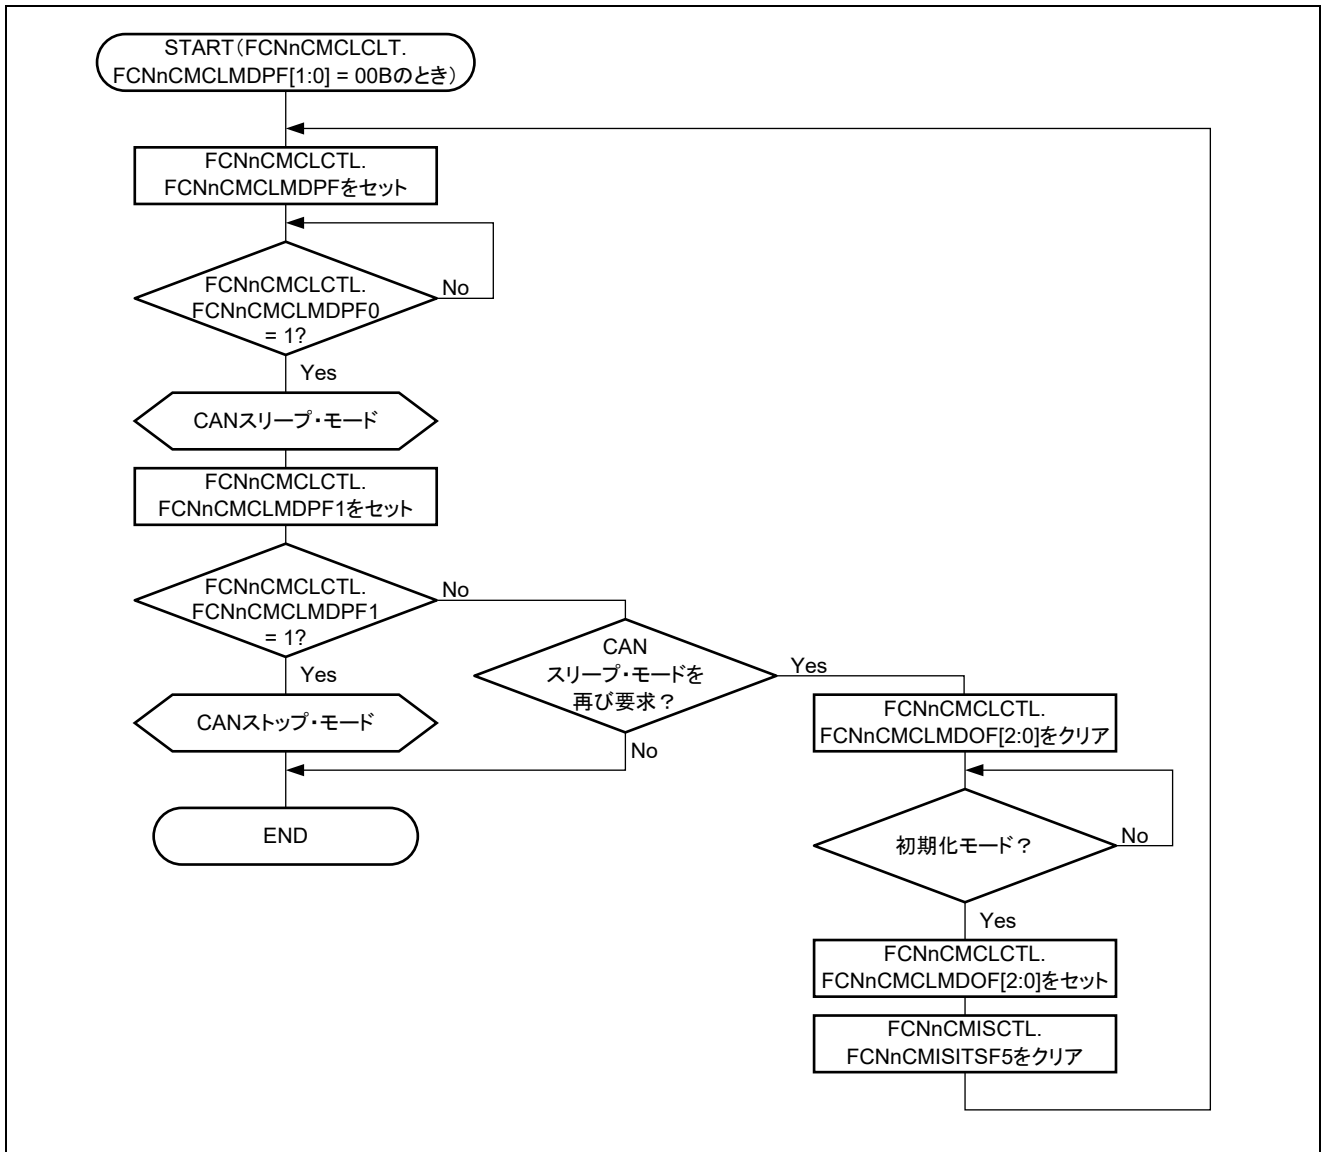 START(FCNnCMCLCLT.
FCNnCMCLMDPF[1:0] = 00Bのとき)
FCNnCMCLCTL.
FCNnCMCLMDPFをセット
FCNnCMCLCTL.
FCNnCMCLMDPF0
= 1?
No
Yes
CANスリープ・モード
FCNnCMCLCTL.
FCNnCMCLMDPF1をセット
FCNnCMCLCTL.
FCNnCMCLMDPF1
= 1?
No
Yes
CANストップ・モード
CAN
スリープ・モードを
再び要求？
Yes
No
END
FCNnCMCLCTL.
FCNnCMCLMDOF[2:0]をクリア
初期化モード？
No
Yes
FCNnCMCLCTL.
FCNnCMCLMDOF[2:0]をセット
FCNnCMISCTL.
FCNnCMISITSF5をクリア